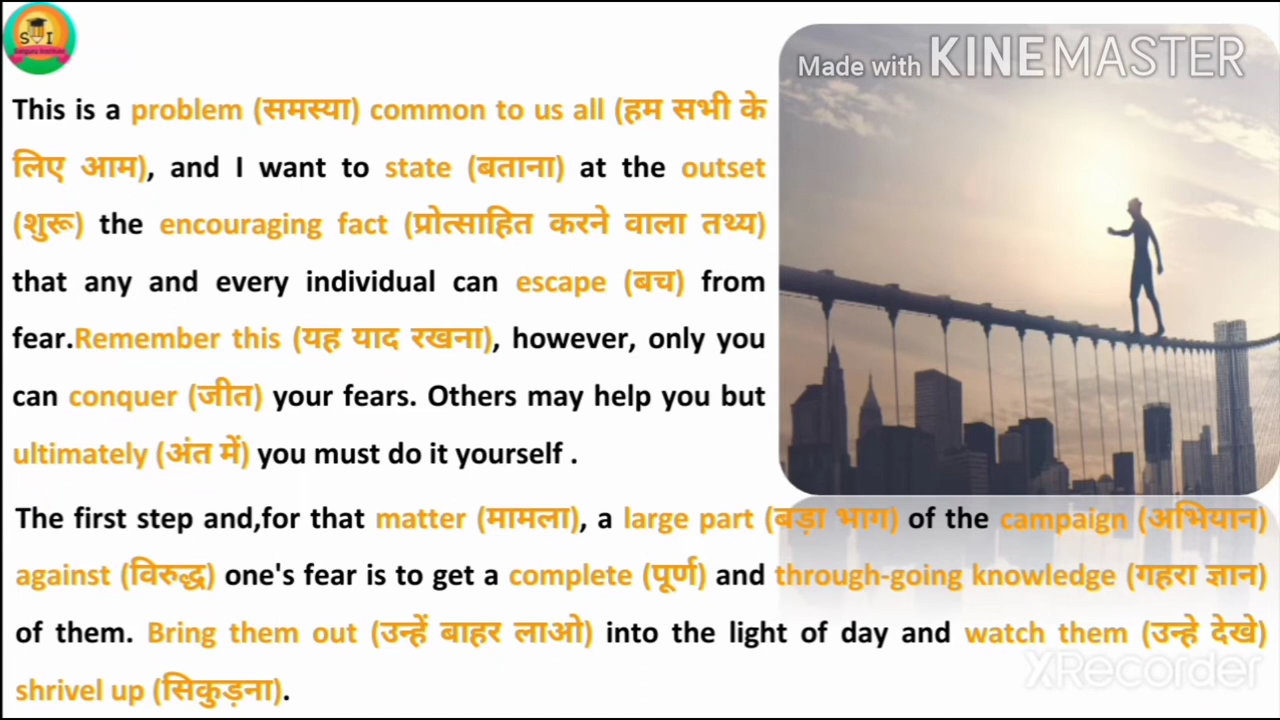 S I
Made with KINEMASTER
This is a problem (समस्या) common to us all (हम सभी के
लिए आम), and I want to state (बताना) at the outset
(शुरू) the encouraging fact (प्रोत्साहित करने वाला तथ्य)
that any and every individual can escape (बच) from
fear.Remember this (यह याद रखना), however, only you
can conquer (जीत) your fears. Others may help you but
ultimately (अंत में) you must do it yourself .
The first step and,for that matter (मामला), a large part (बड़ा भाग) of the campaign (अभियान)
against (विरुद्ध) one's fear is to get a complete (पूर्ण) and through-going knowledge (गहरा ज्ञान)
of them. Bring them out (उन्हें बाहर लाओ) into the light of day and watch them (उन्हे देखे)
shrivel up (सिकुड़ना).
XRecorder